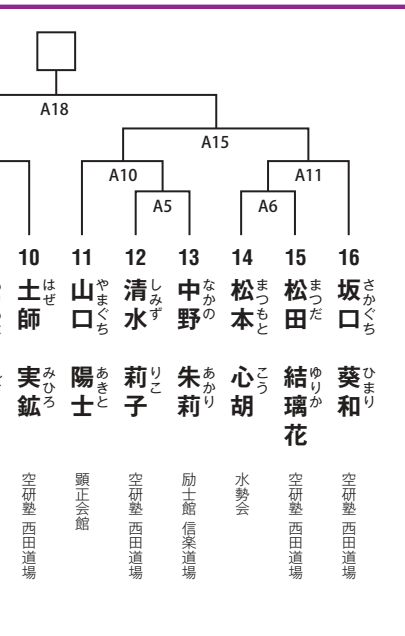 A18
A15
A10
A11
A5
A6
10
土師 実鉱
はぜ みひろ
空研塾 西田道場
11
山口 陽士
やまぐち あきと
顕正会館
12
清水 莉子
しみず りこ
空研塾 西田道場
13
中野 朱莉
なかの あかり
励士館 信楽道場
14
松本 心胡
まつもと こう
水勢会
15
松田 結璃花
まつだ ゆりか
空研塾 西田道場
16
坂口 葵和
さかぐち ひまり
空研塾 西田道場